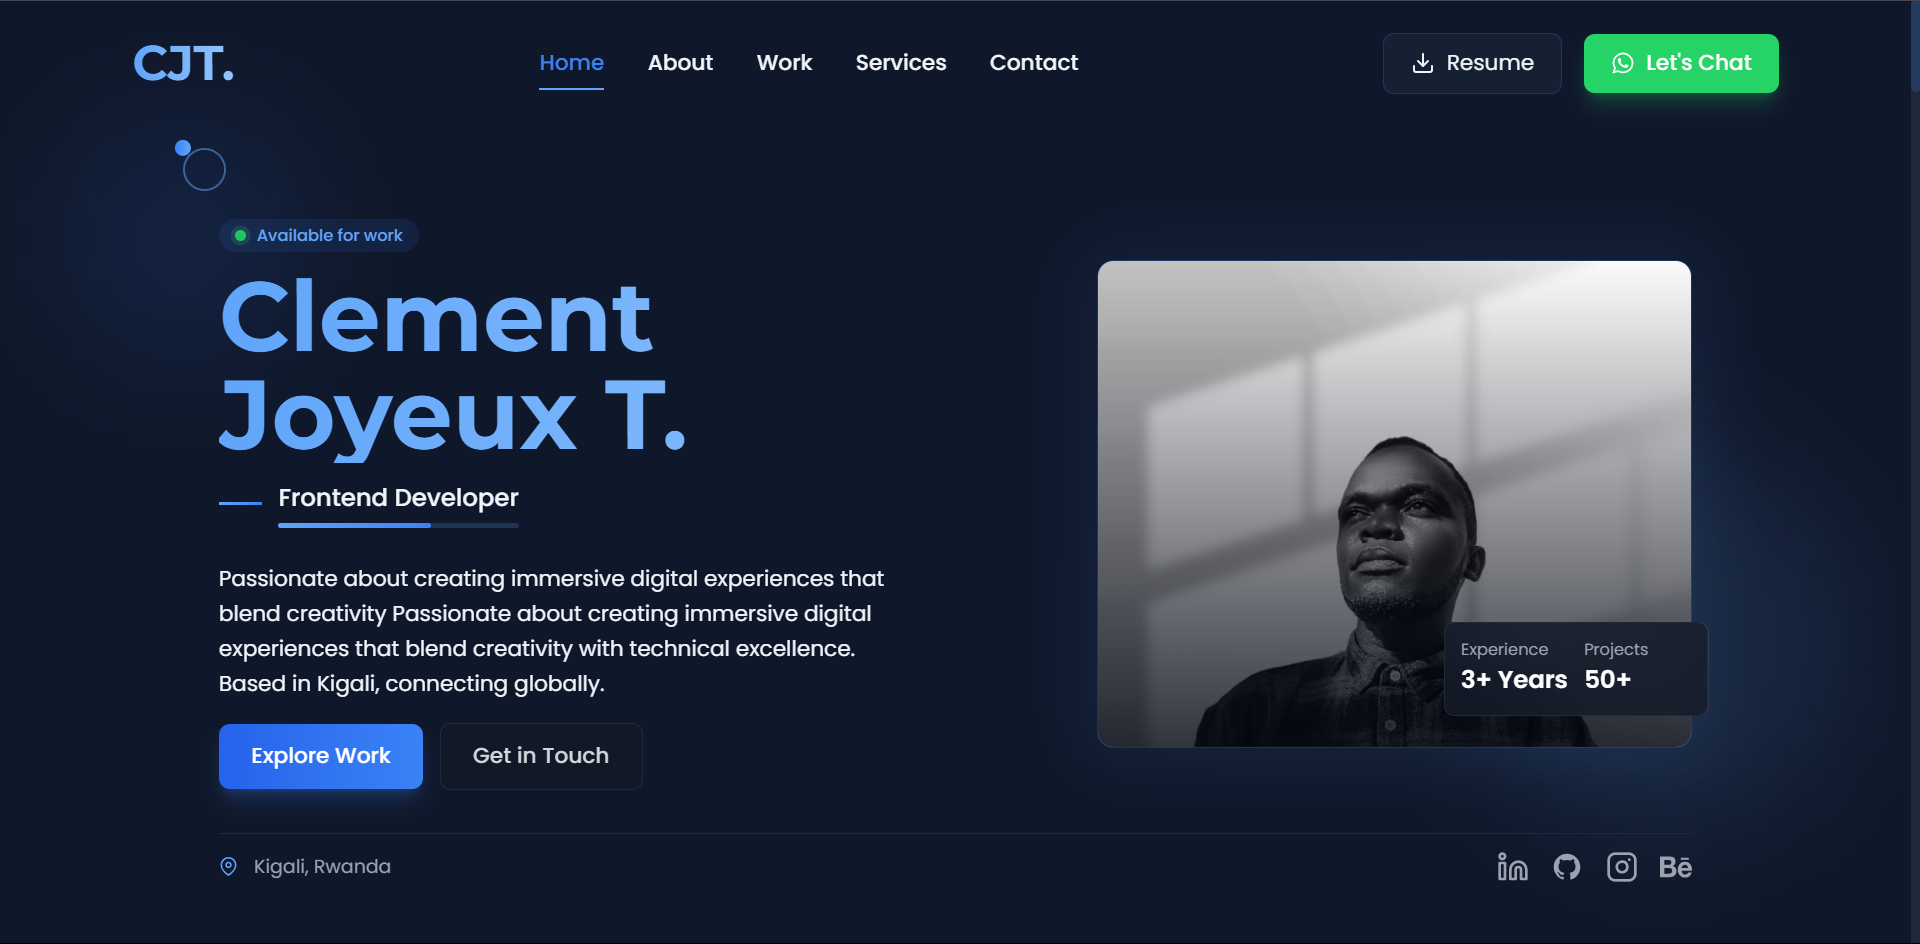 CJT.
Home
About
Work
Services
Contact
Resume
Let's Chat
Available for work
Clement
Joyeux T.
Frontend Developer
Passionate about creating immersive digital experiences that
blend creativity Passionate about creating immersive digital
experiences that blend creativity with technical excellence.
Based in Kigali, connecting globally.
Explore Work
Get in Touch
Experience
Projects
3+ Years
50+
Kigali, Rwanda
in
Bē